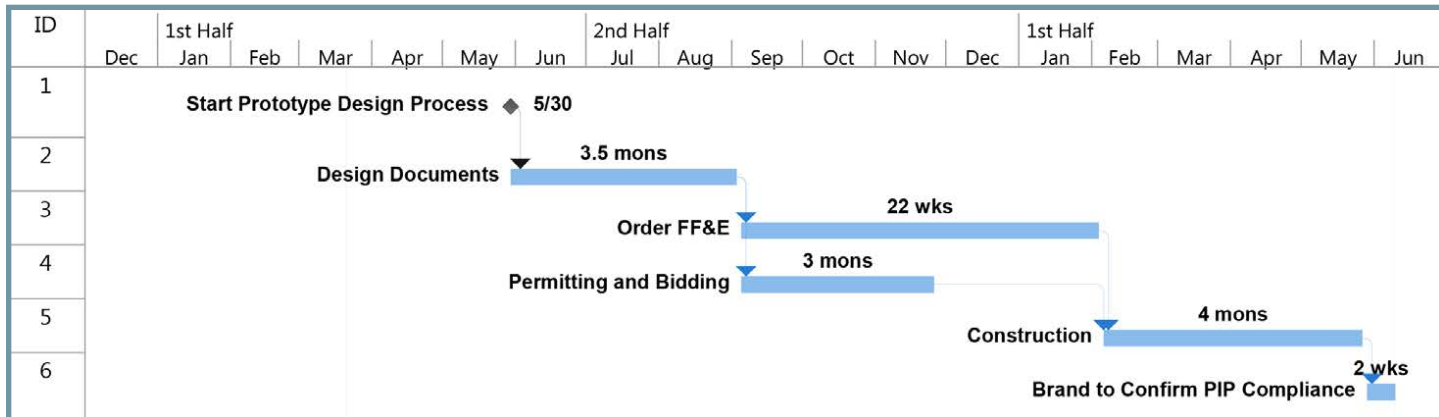 ID
1st Half 2nd Half 1st Half
Dec Jan Feb Mar Apr May Jun Jul Aug Sep Oct Nov Dec Jan Feb Mar Apr May Jun
1
Start Prototype Design Process 5/30
2
3.5 mons
Design Documents
3
22 wks
Order FF&E
4
3 mons
Permitting and Bidding
5
4 mons
Construction
6
2 wks
Brand to Confirm PIP Compliance